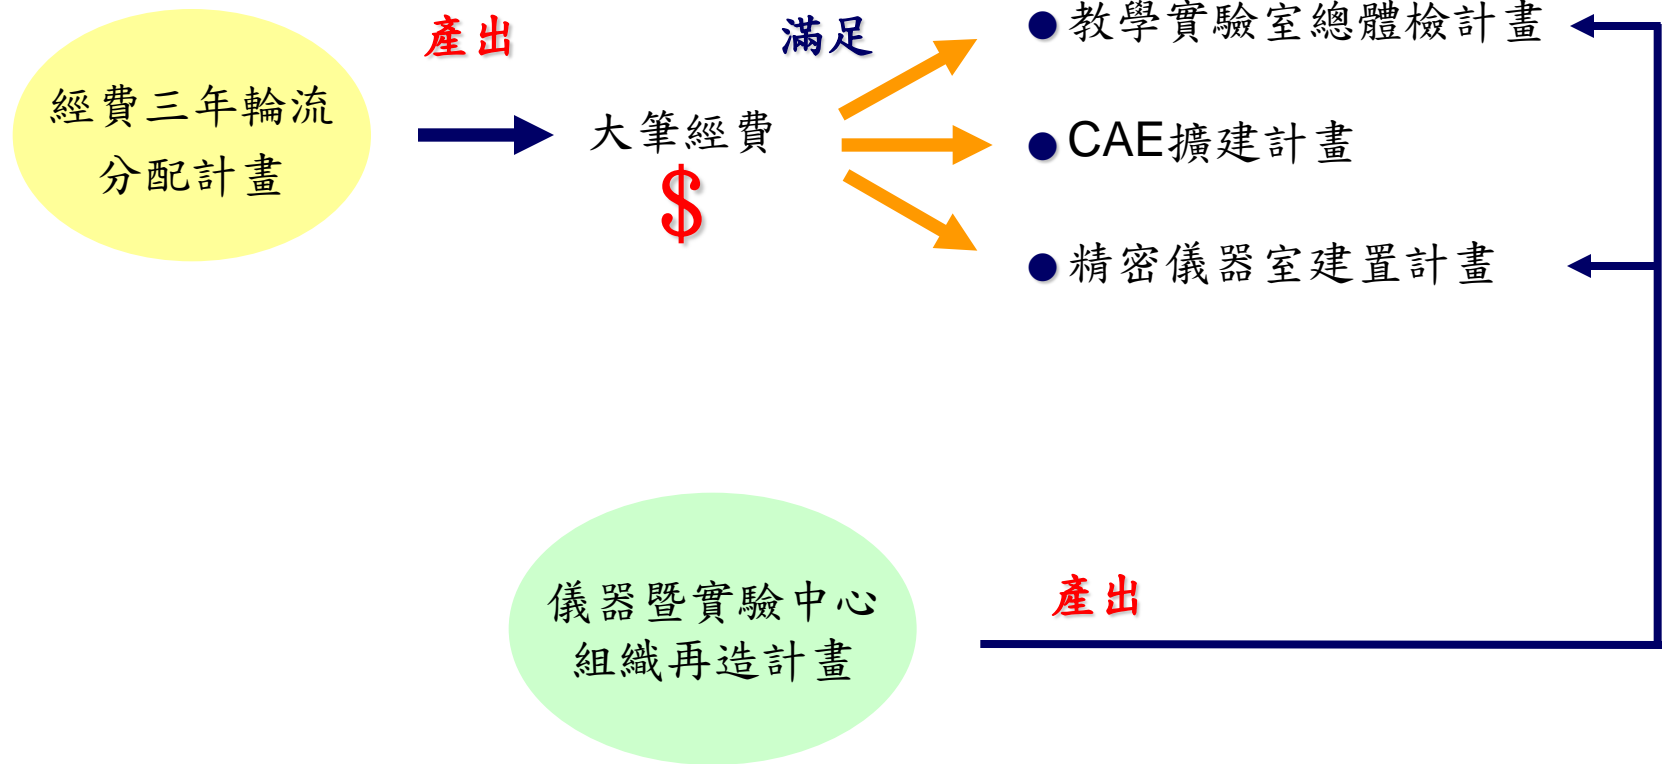 經費三年輪流
分配計畫
產出
大筆經費
$
滿足
●教學實驗室總體檢計畫
●CAE擴建計畫
●精密儀器室建置計畫
儀器暨實驗中心
組織再造計畫
產出